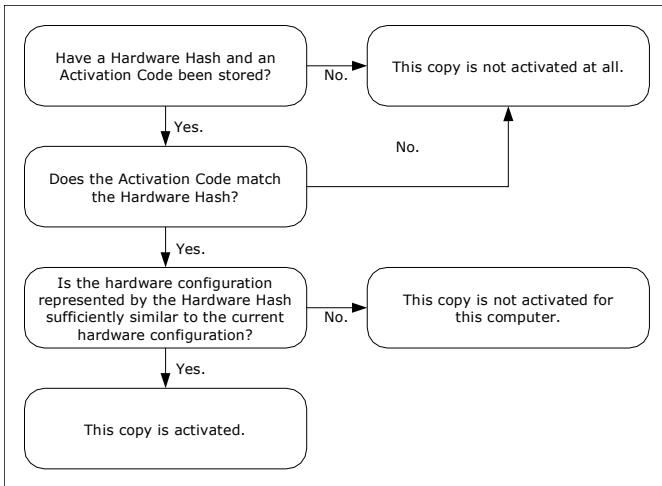 Have a Hardware Hash and an
Activation Code been stored?
No.
This copy is not activated at all.
Yes.
No.
Does the Activation Code match
the Hardware Hash?
Yes.
Is the hardware configuration
represented by the Hardware Hash
sufficiently similar to the current
hardware configuration?
No.
This copy is not activated for
this computer.
Yes.
This copy is activated.